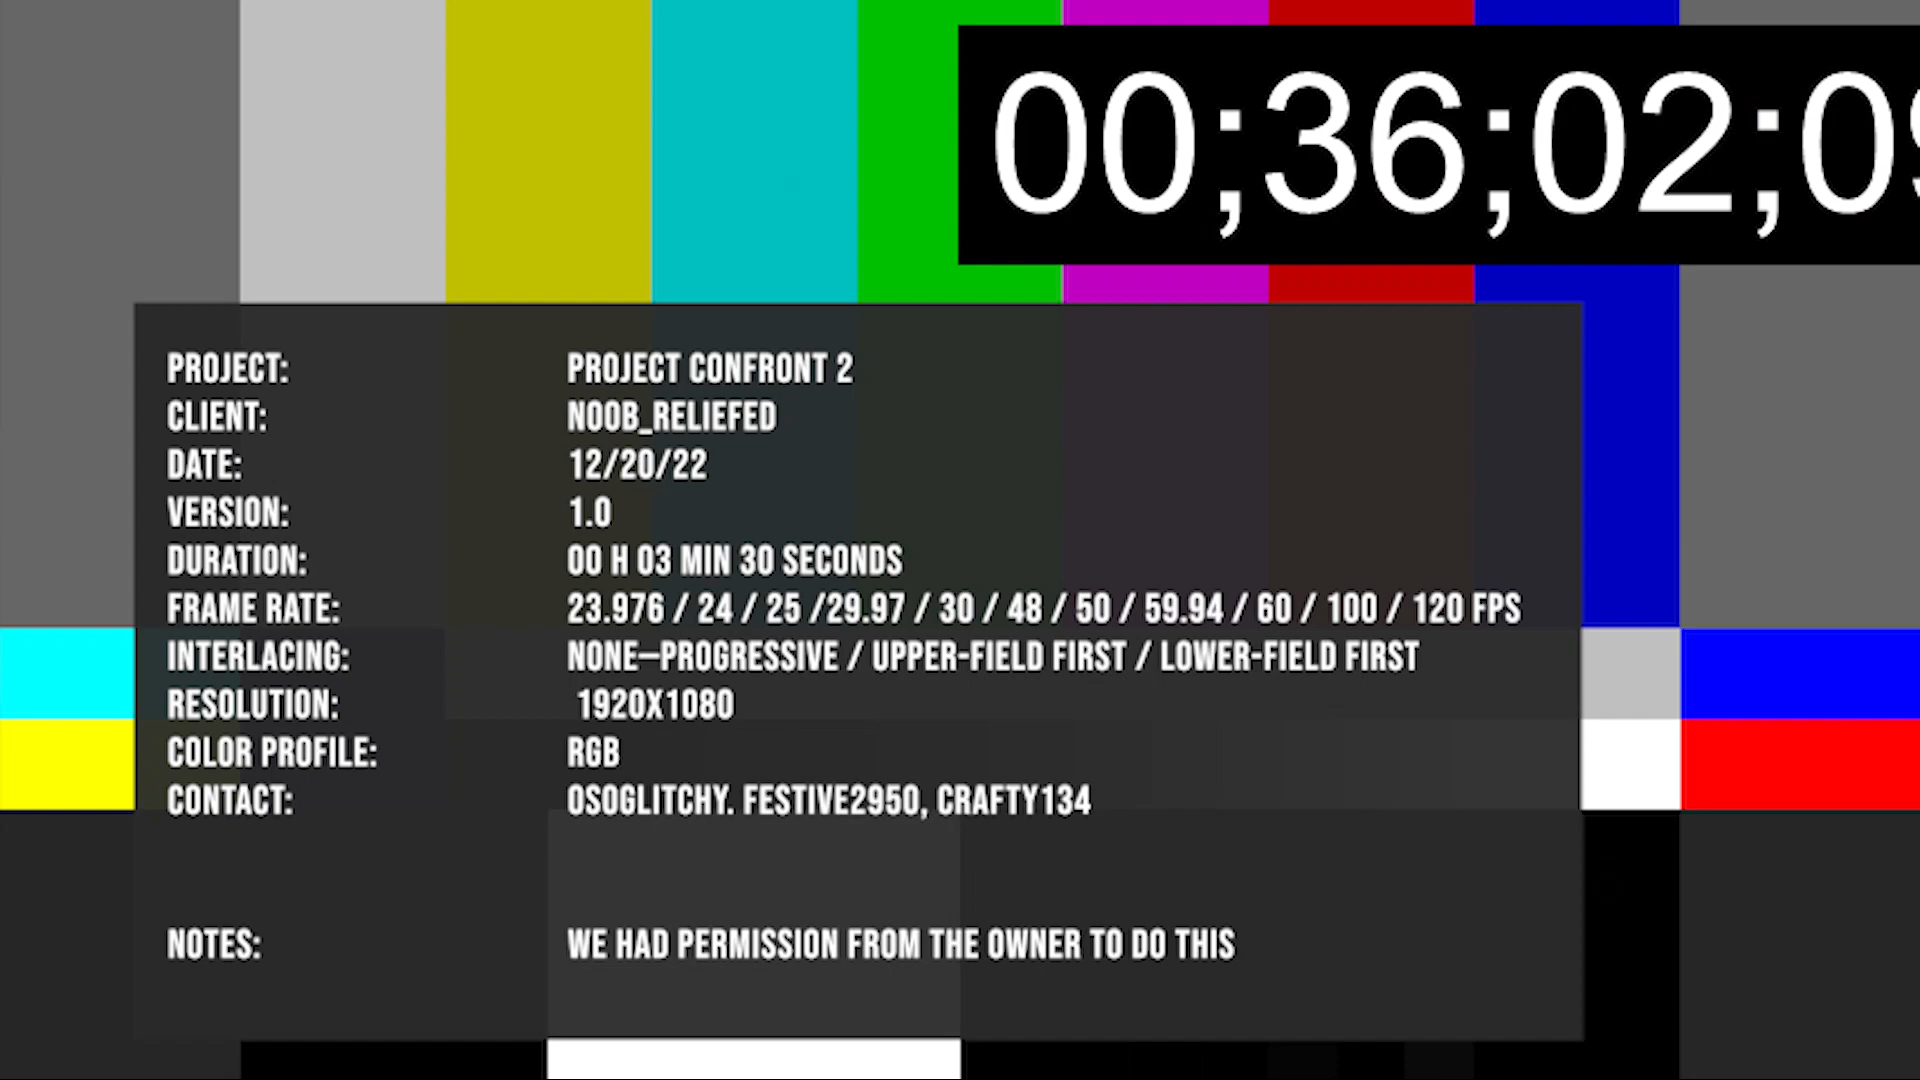 00;36;02;09
PROJECT: PROJECT CONFRONT 2
CLIENT: NOOB_RELIEFED
DATE: 12/20/22
VERSION: 1.0
DURATION: 00 H 03 MIN 30 SECONDS
FRAME RATE: 23.976 / 24 / 25 /29.97 / 30 / 48 / 50 / 59.94 / 60 / 100 / 120 FPS
INTERLACING: NONE—PROGRESSIVE / UPPER-FIELD FIRST / LOWER-FIELD FIRST
RESOLUTION: 1920X1080
COLOR PROFILE: RGB
CONTACT: OSOGLITCHY. FESTIVE2950, CRAFTY134
NOTES: WE HAD PERMISSION FROM THE OWNER TO DO THIS